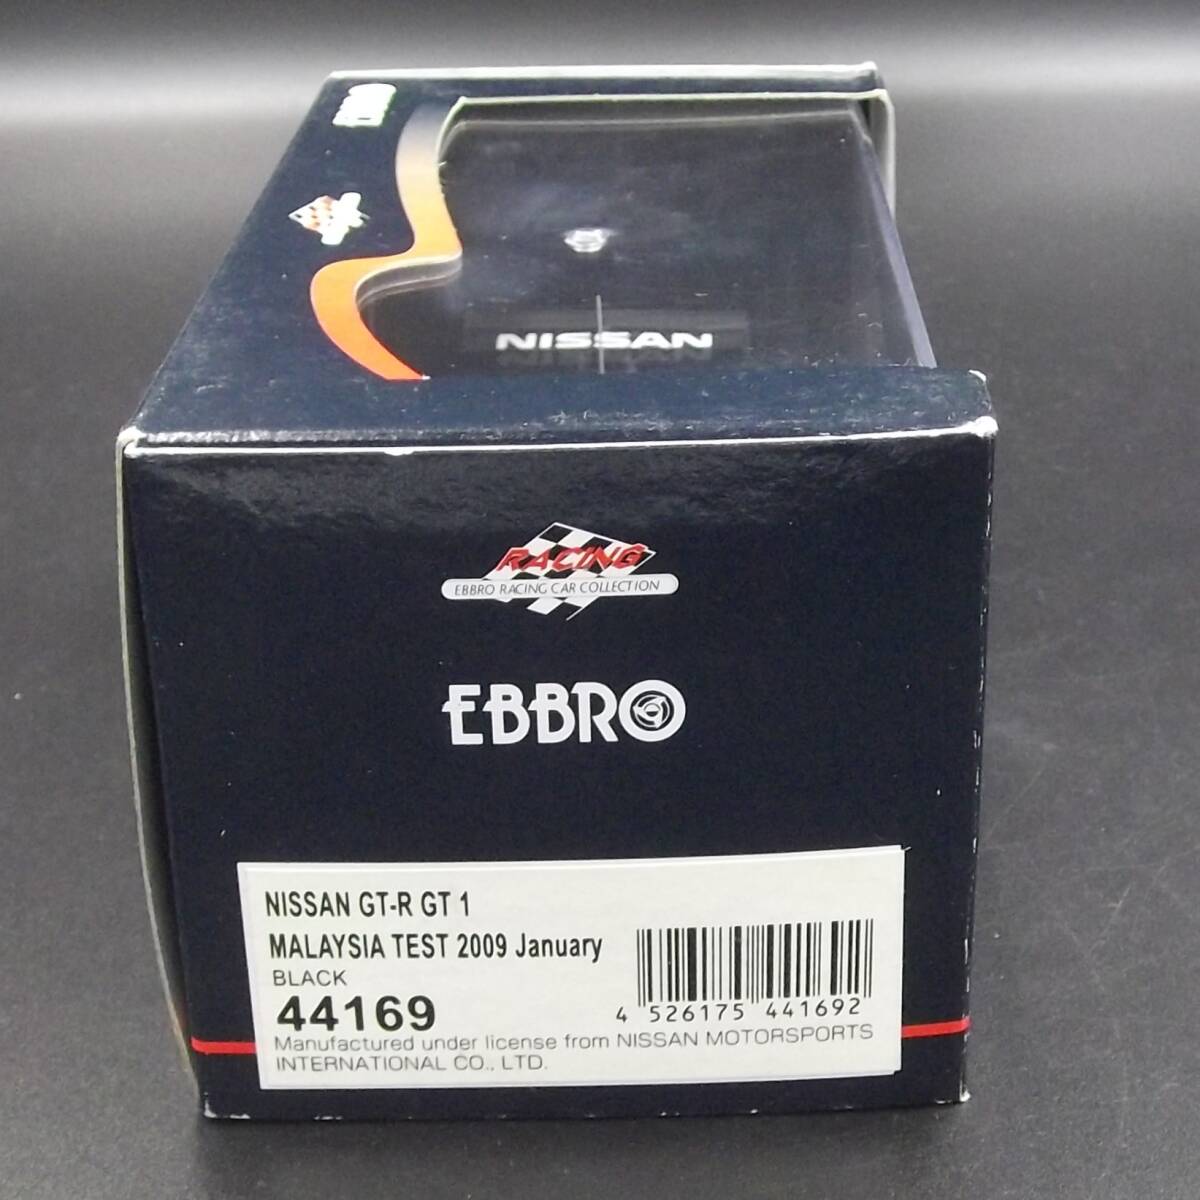 EBBRO
NISSAN
RACING
EBBRO RACING CAR COLLECTION
EBBRO
NISSAN GT-R GT 1
MALAYSIA TEST 2009 January
BLACK
44169
4 526175 441692
Manufactured under license from NISSAN MOTORSPORTS
INTERNATIONAL CO., LTD.